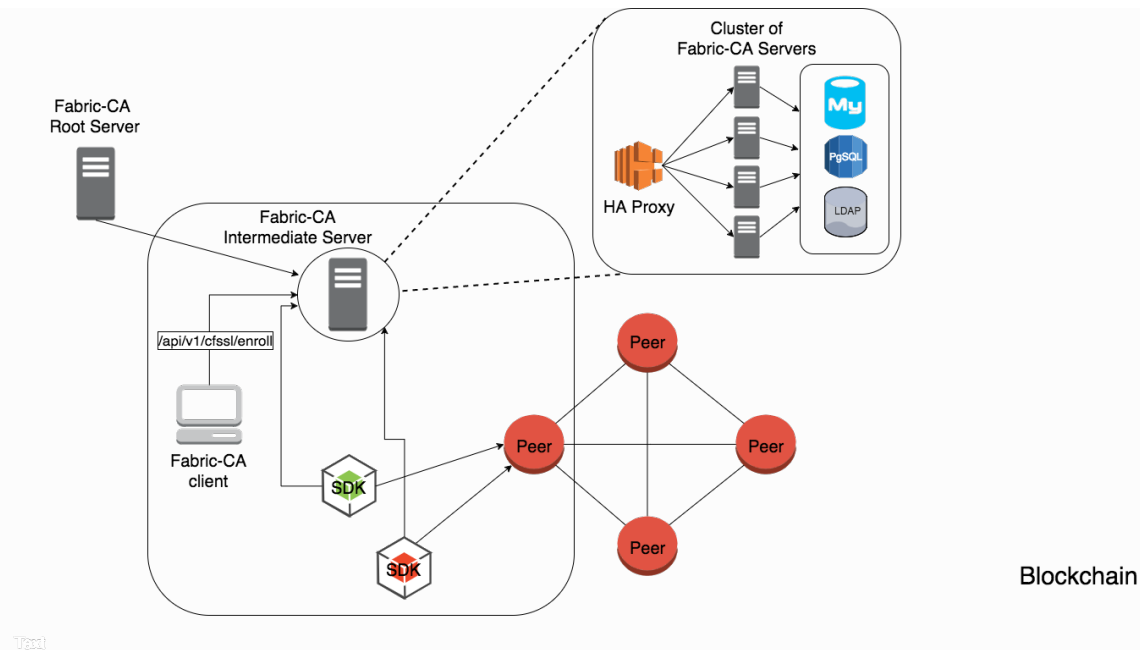 Cluster of
Fabric-CA Servers
My
PgSQL
LDAP
HA Proxy
Fabric-CA
Root Server
Fabric-CA
Intermediate Server
/api/v1/cfssl/enroll
Fabric-CA
client
SDK
SDK
Peer
Peer
Peer
Peer
Blockchain